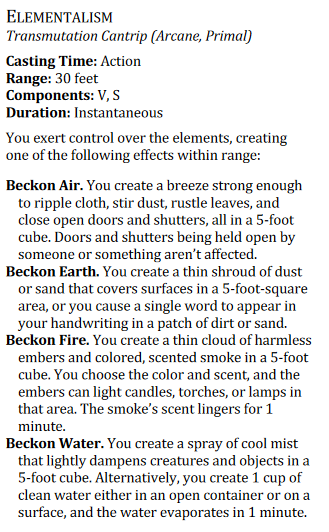 ELEMENTALISM
Transmutation Cantrip (Arcane, Primal)
Casting Time: Action
Range: 30 feet
Components: V, S
Duration: Instantaneous
You exert control over the elements, creating
one of the following effects within range:
Beckon Air. You create a breeze strong enough
to ripple cloth, stir dust, rustle leaves, and
close open doors and shutters, all in a 5-foot
cube. Doors and shutters being held open by
someone or something aren’t affected.
Beckon Earth. You create a thin shroud of dust
or sand that covers surfaces in a 5-foot-square
area, or you cause a single word to appear in
your handwriting in a patch of dirt or sand.
Beckon Fire. You create a thin cloud of harmless
embers and colored, scented smoke in a 5-foot
cube. You choose the color and scent, and the
embers can light candles, torches, or lamps in
that area. The smoke’s scent lingers for 1
minute.
Beckon Water. You create a spray of cool mist
that lightly dampens creatures and objects in a
5-foot cube. Alternatively, you create 1 cup of
clean water either in an open container or on a
surface, and the water evaporates in 1 minute.